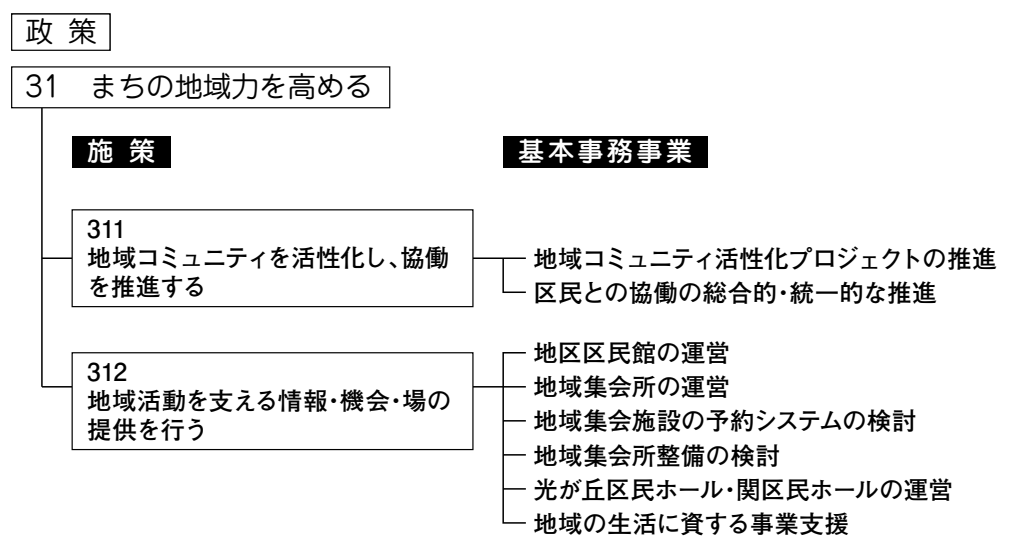 政策
31 まちの地域力を高める
施策
基本事務事業
311
地域コミュニティを活性化し、協働
を推進する
地域コミュニティ活性化プロジェクトの推進
区民との協働の総合的・統一的な推進
312
地域活動を支える情報・機会・場の
提供を行う
地区区民館の運営
地域集会所の運営
地域集会施設の予約システムの検討
地域集会所整備の検討
光が丘区民ホール・関区民ホールの運営
地域の生活に資する事業支援